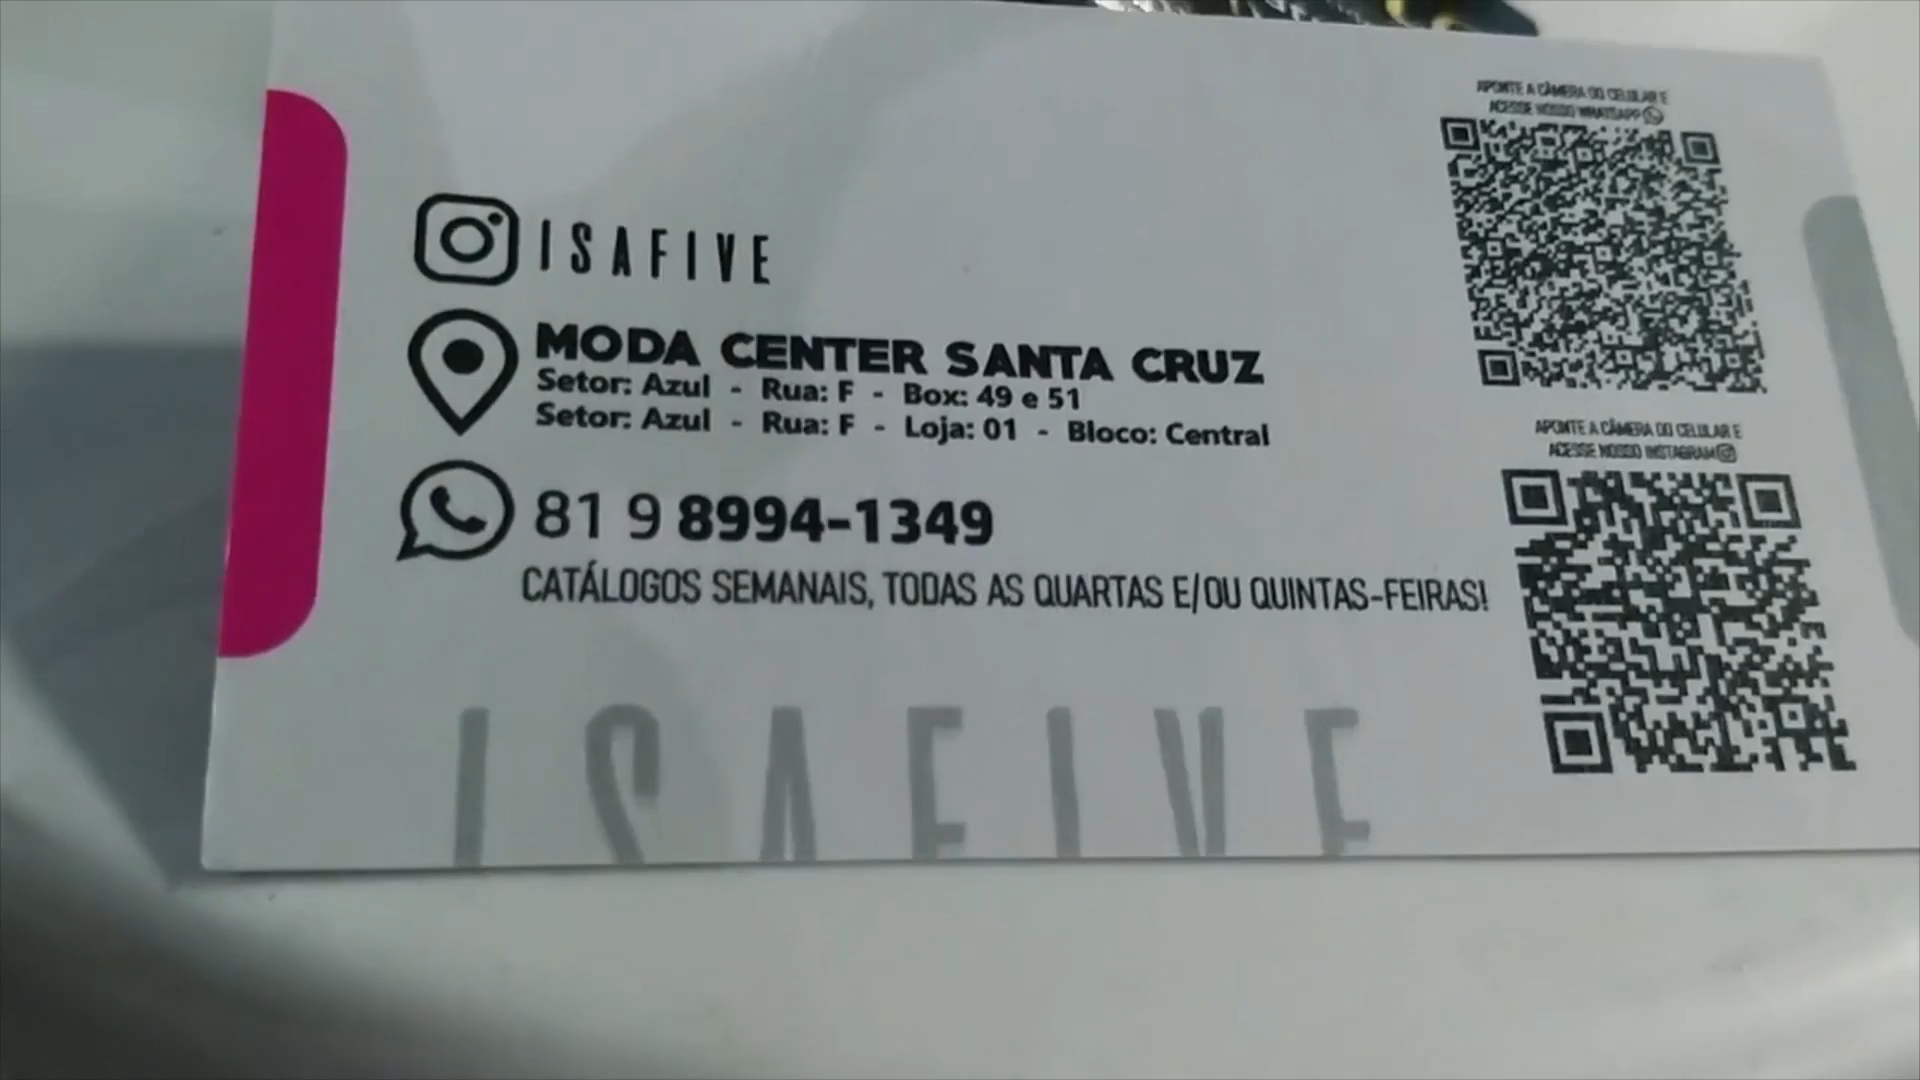 ISAFIVE
MODA CENTER SANTA CRUZ
Setor: Azul - Rua: F - Box: 49 e 51
Setor: Azul - Rua: F - Loja: 01 - Bloco: Central
81 9 8994-1349
CATÁLOGOS SEMANAIS, TODAS AS QUARTAS E/OU QUINTAS-FEIRAS!
ISAFIVE
APONTE A CÂMERA DO CELULAR E
ACESSE NOSSO WHATSAPP
APONTE A CÂMERA DO CELULAR E
ACESSE NOSSO INSTAGRAM